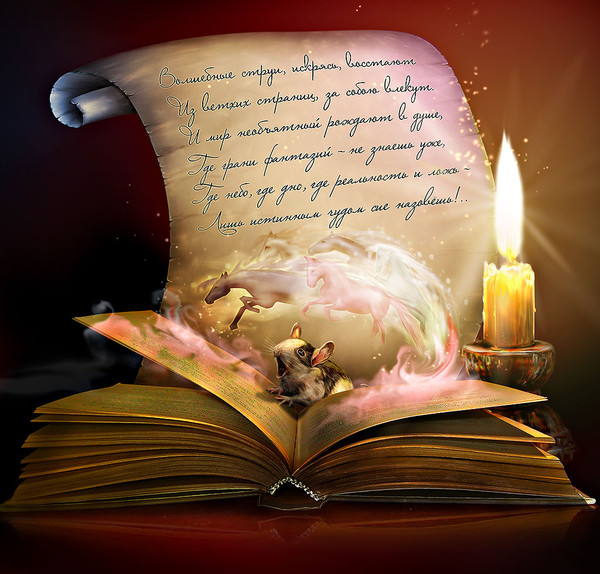 Волшебные струи, искрясь, восстают
Из ветхих страниц, за собою влекут.
И мир необъятный рождают в душе,
Где грани фантазий - не знаешь уже,
Где небо, где дно, где реальность и ложь -
Лишь истинным чудом сие назовёшь!..